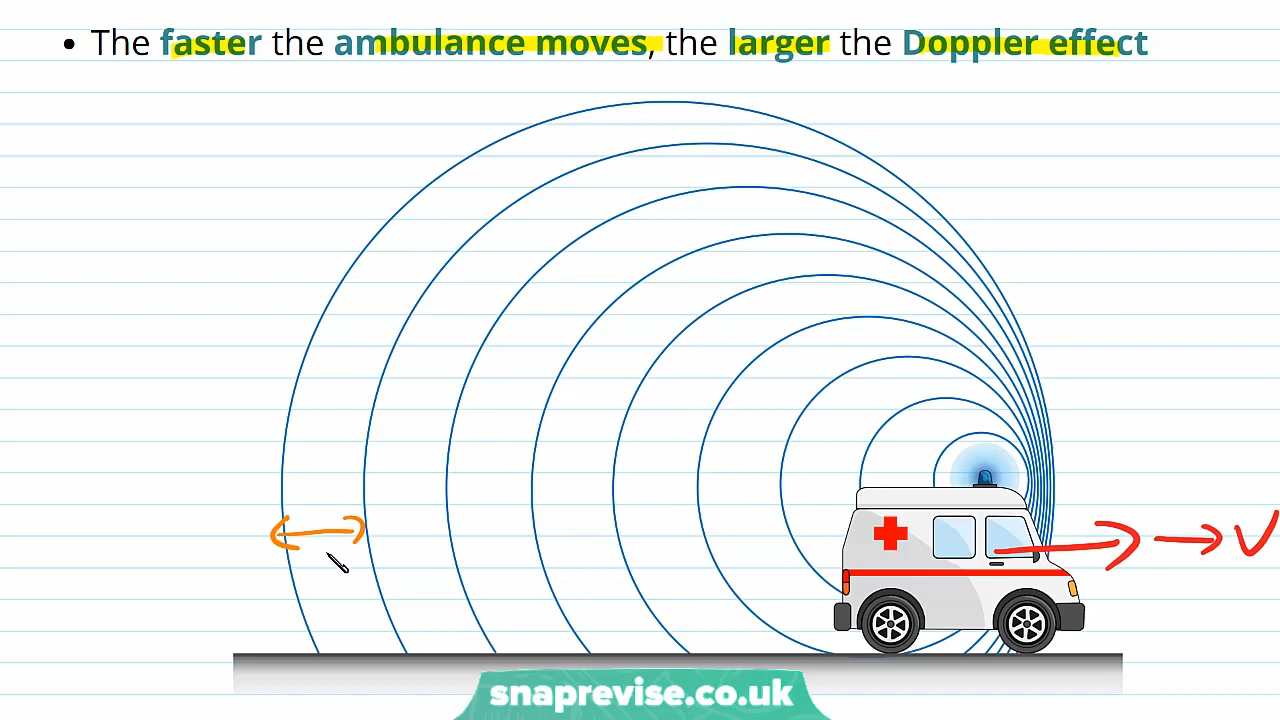 • The faster the ambulance moves, the larger the Doppler effect
V
snaprevise.co.uk